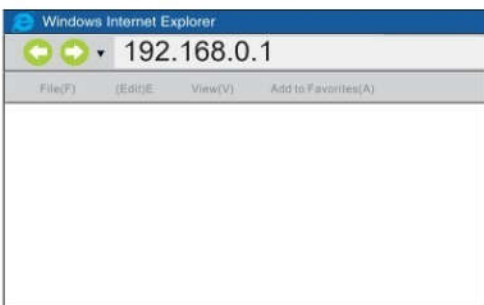 Windows Internet Explorer
192.168.0.1
File(F) (Edit)E View(V) Add to Favorites(A)